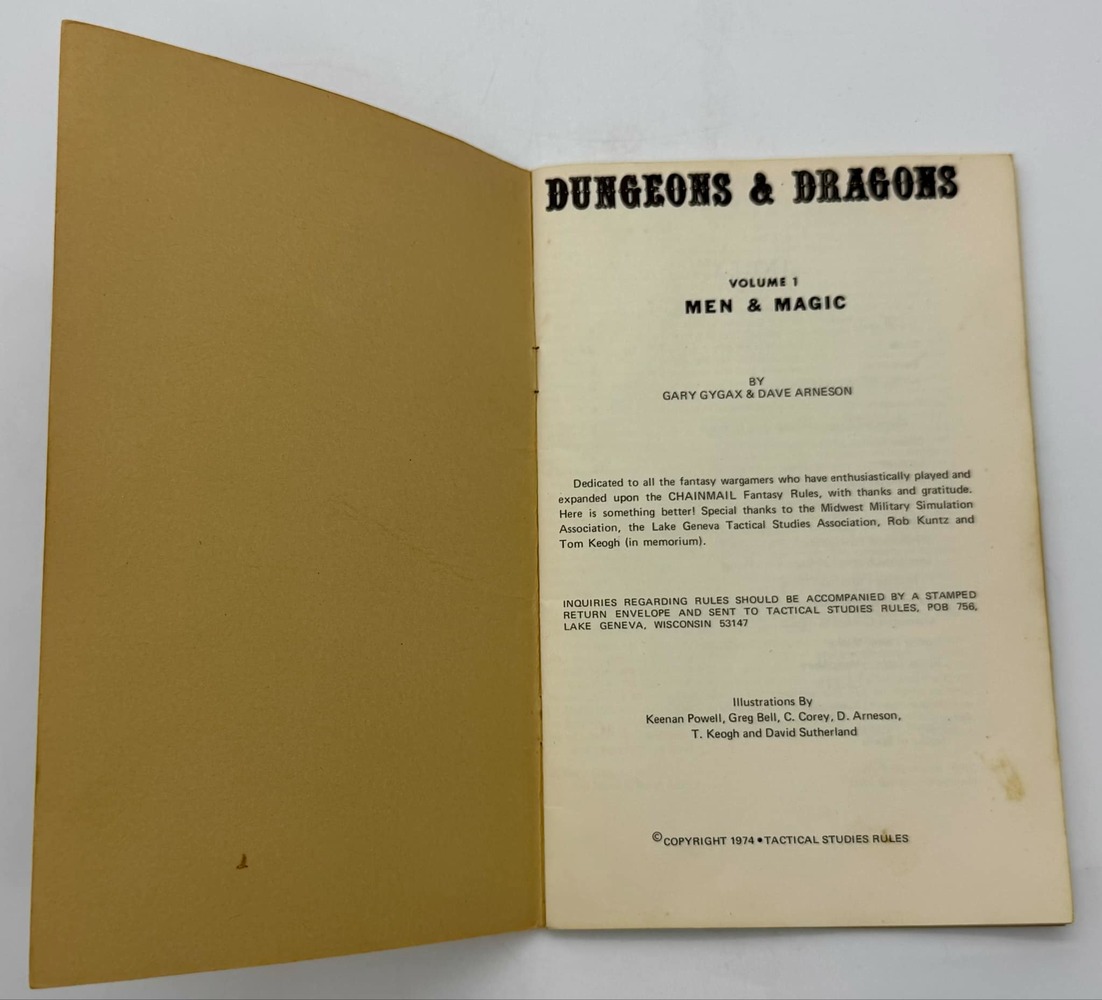 DUNGEONS & DRAGONS
VOLUME 1
MEN & MAGIC
BY
GARY GYGAX & DAVE ARNESON
Dedicated to all the fantasy wargamers who have enthusiastically played and
expanded upon the CHAINMAIL Fantasy Rules, with thanks and gratitude.
Here is something better! Special thanks to the Midwest Military Simulation
Association, the Lake Geneva Tactical Studies Association, Rob Kuntz and
Tom Keogh (in memorium).
INQUIRIES REGARDING RULES SHOULD BE ACCOMPANIED BY A STAMPED
RETURN ENVELOPE AND SENT TO TACTICAL STUDIES RULES, POB 756,
LAKE GENEVA, WISCONSIN 53147
Illustrations By
Keenan Powell, Greg Bell, C. Corey, D. Arneson,
T. Keogh and David Sutherland
©COPYRIGHT 1974•TACTICAL STUDIES RULES